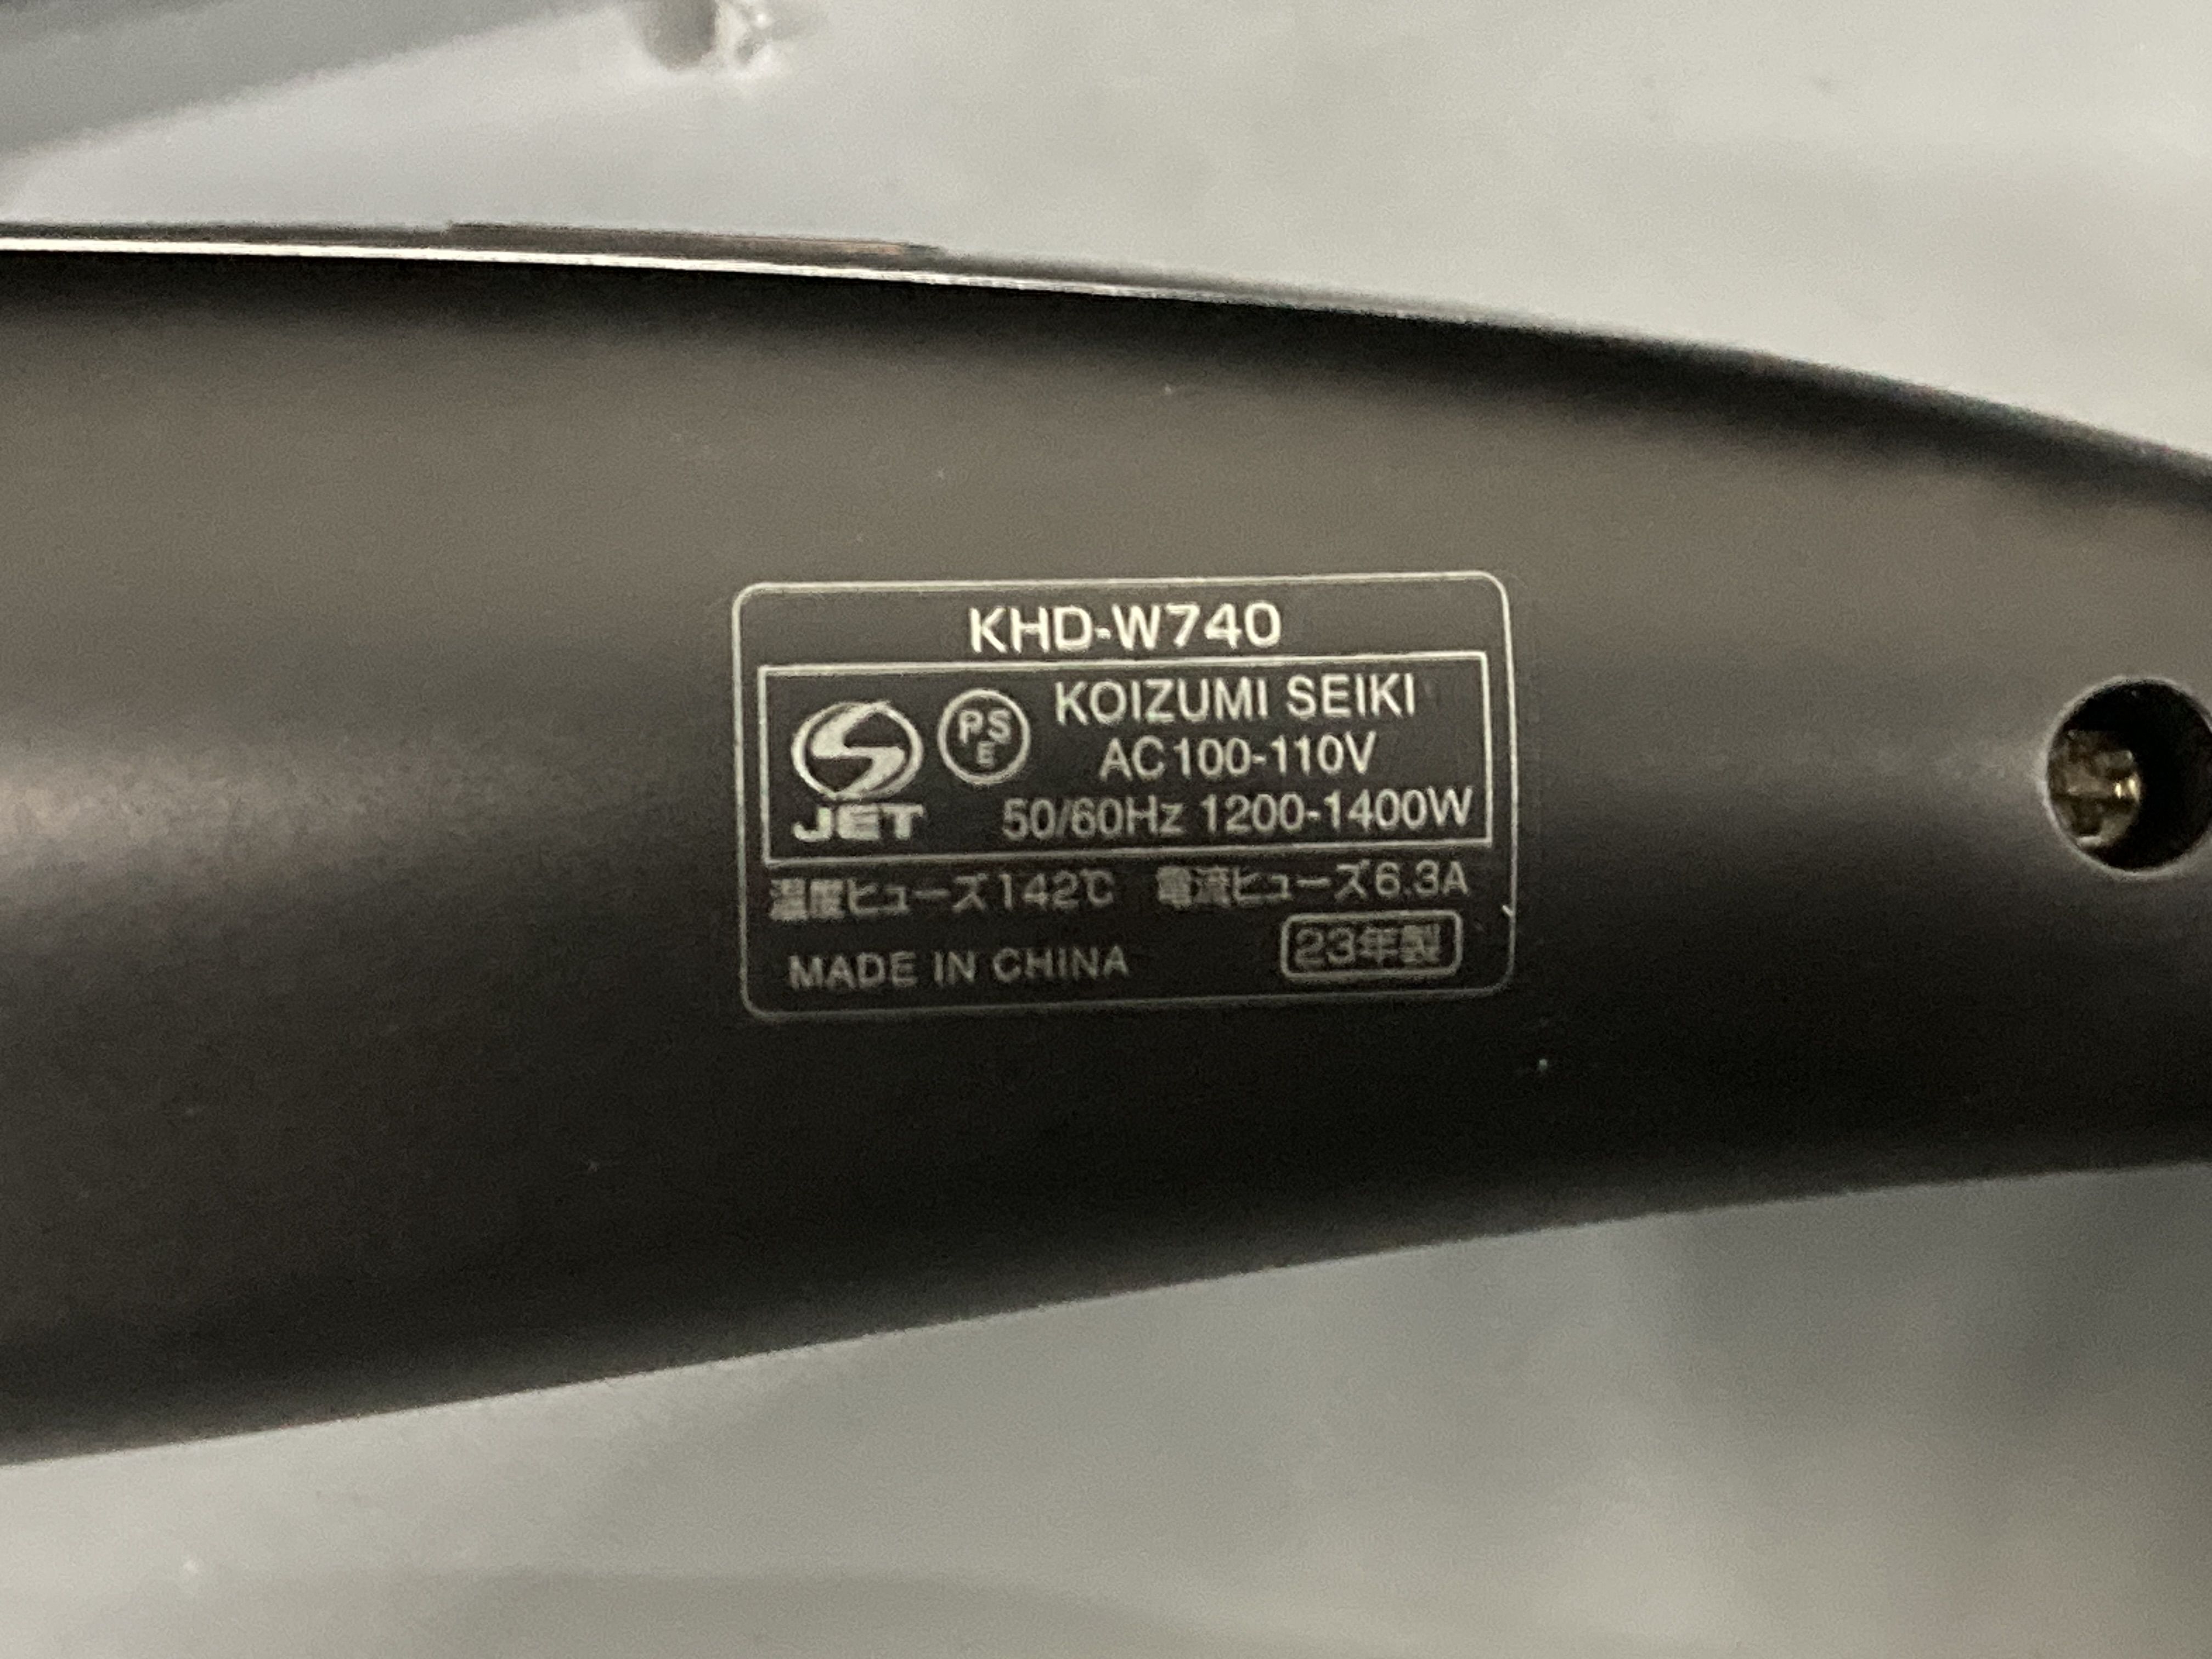 KHD-W740
JET
PS
E
KOIZUMI SEIKI
AC100-110V
50/60Hz 1200-1400W
温度ヒューズ142℃ 電流ヒューズ6.3A
MADE IN CHINA
23年製